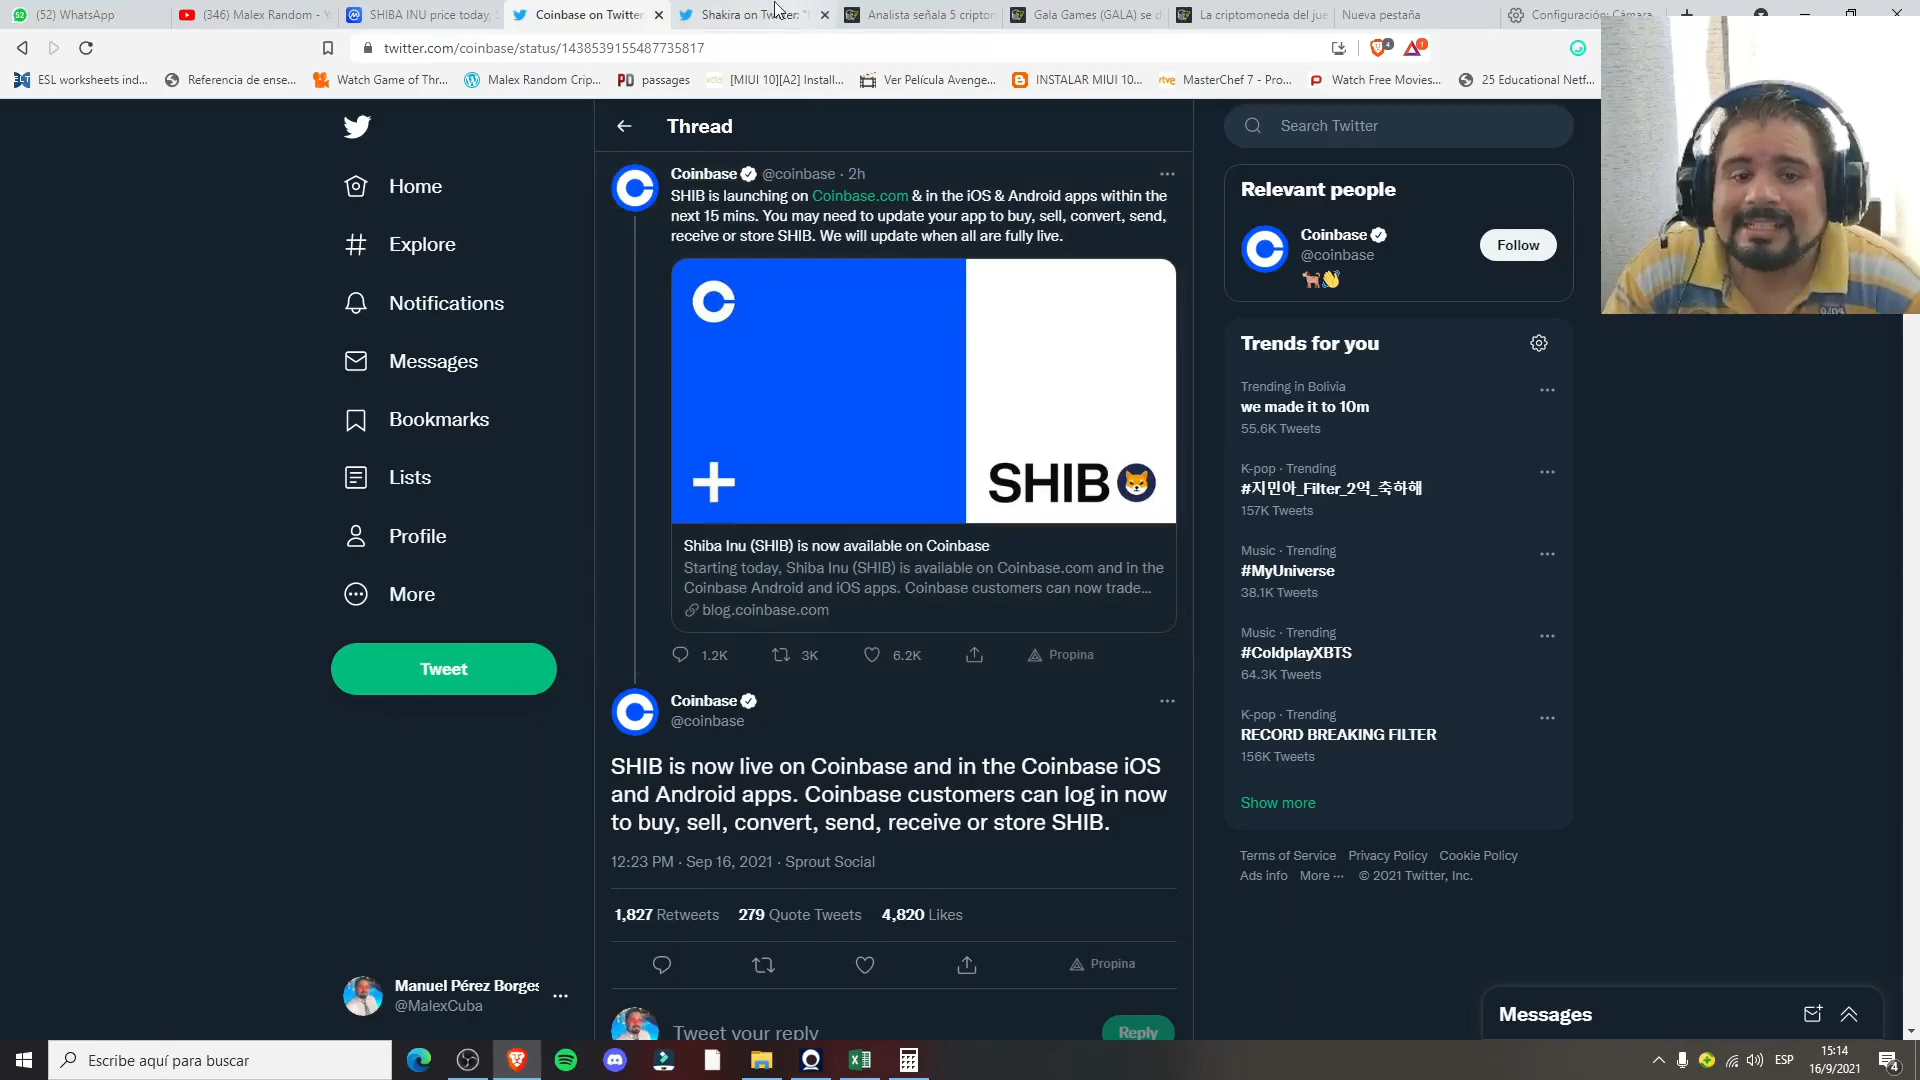 (52) WhatsApp
(346) Malex Random - Y
SHIBA INU price today,
Coinbase on Twitter
Shakira on Twitter: "
Analista señala 5 cripton
Gala Games (GALA) se d
La criptomoneda del jue
Nueva pestaña
Configuración: Cámara
twitter.com/coinbase/status/1438539155487735817
4
1
ESL worksheets ind...
Referencia de ense...
Watch Game of Thr...
Malex Random Crip...
passages
[MIUI 10][A2] Install...
Ver Película Avenge...
INSTALAR MIUI 10...
rtve
MasterChef 7 - Pro...
Watch Free Movies...
25 Educational Netf...
Home
Explore
Notifications
Messages
Bookmarks
Lists
Profile
More
Tweet
Manuel Pérez Borges
@MalexCuba
Thread
Coinbase @coinbase · 2h
SHIB is launching on Coinbase.com & in the iOS & Android apps within the
next 15 mins. You may need to update your app to buy, sell, convert, send,
receive or store SHIB. We will update when all are fully live.
SHIB
Shiba Inu (SHIB) is now available on Coinbase
Starting today, Shiba Inu (SHIB) is available on Coinbase.com and in the
Coinbase Android and iOS apps. Coinbase customers can now trade...
blog.coinbase.com
1.2K
3K
6.2K
Propina
Coinbase
@coinbase
SHIB is now live on Coinbase and in the Coinbase iOS
and Android apps. Coinbase customers can log in now
to buy, sell, convert, send, receive or store SHIB.
12:23 PM · Sep 16, 2021 · Sprout Social
1,827 Retweets 279 Quote Tweets 4,820 Likes
Propina
Tweet your reply
Reply
Search Twitter
Relevant people
Coinbase
@coinbase
Follow
Trends for you
Trending in Bolivia
we made it to 10m
55.6K Tweets
K-pop · Trending
#지민아_Filter_2억_축하해
157K Tweets
Music · Trending
#MyUniverse
38.1K Tweets
Music · Trending
#ColdplayXBTS
64.3K Tweets
K-pop · Trending
RECORD BREAKING FILTER
156K Tweets
Show more
Terms of Service Privacy Policy Cookie Policy
Ads info More ··· © 2021 Twitter, Inc.
Messages
Escribe aquí para buscar
ESP
15:14
16/9/2021
4